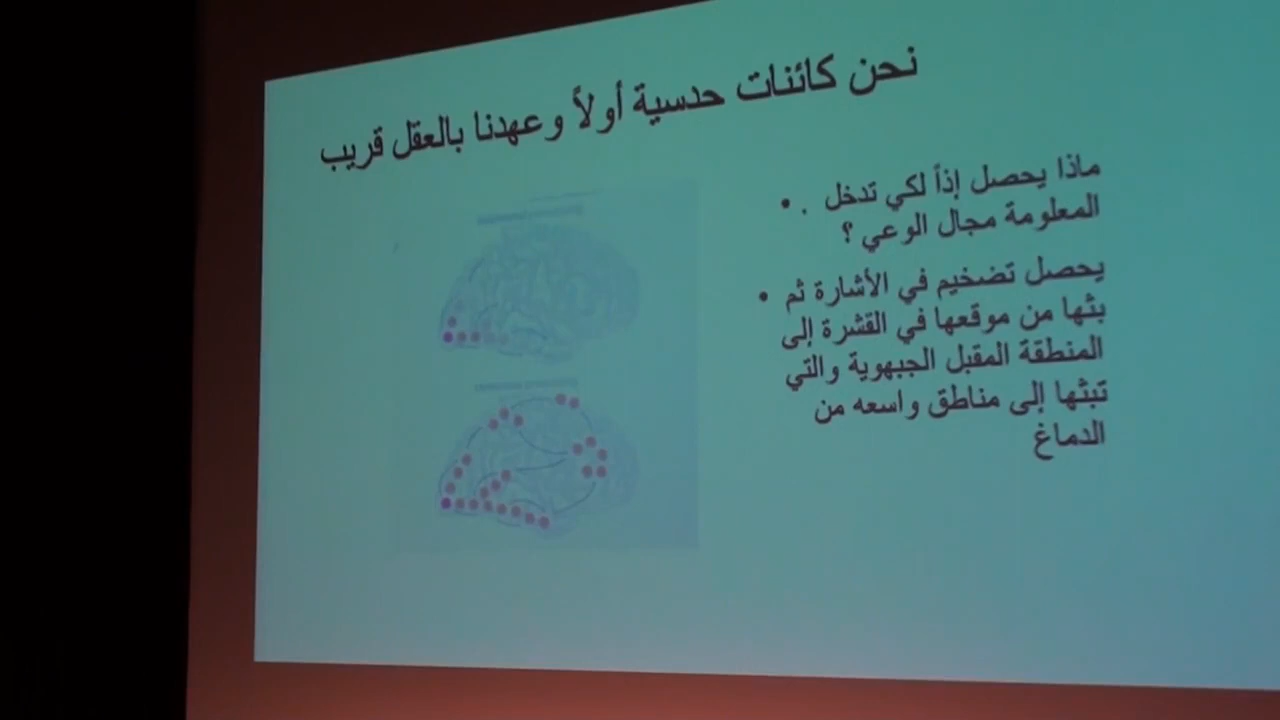 نحن كائنات حدسية أولاً وعهدنا بالعقل قريب
ماذا يحصل إذاً لكي تدخل . •
المعلومة مجال الوعي ؟
يحصل تضخيم في الأشارة ثم •
بثها من موقعها في القشرة إلى
المنطقة المقبل الجبهوية والتي
تبثها إلى مناطق واسعه من
الدماغ